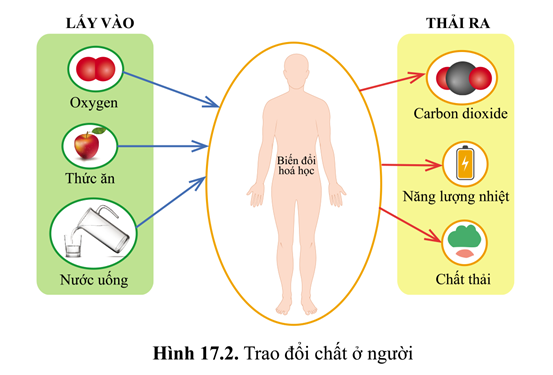 LẤY VÀO
Oxygen
Thức ăn
Nước uống
Biến đổi
hoá học
THẢI RA
Carbon dioxide
Năng lượng nhiệt
Chất thải
Hình 17.2. Trao đổi chất ở người